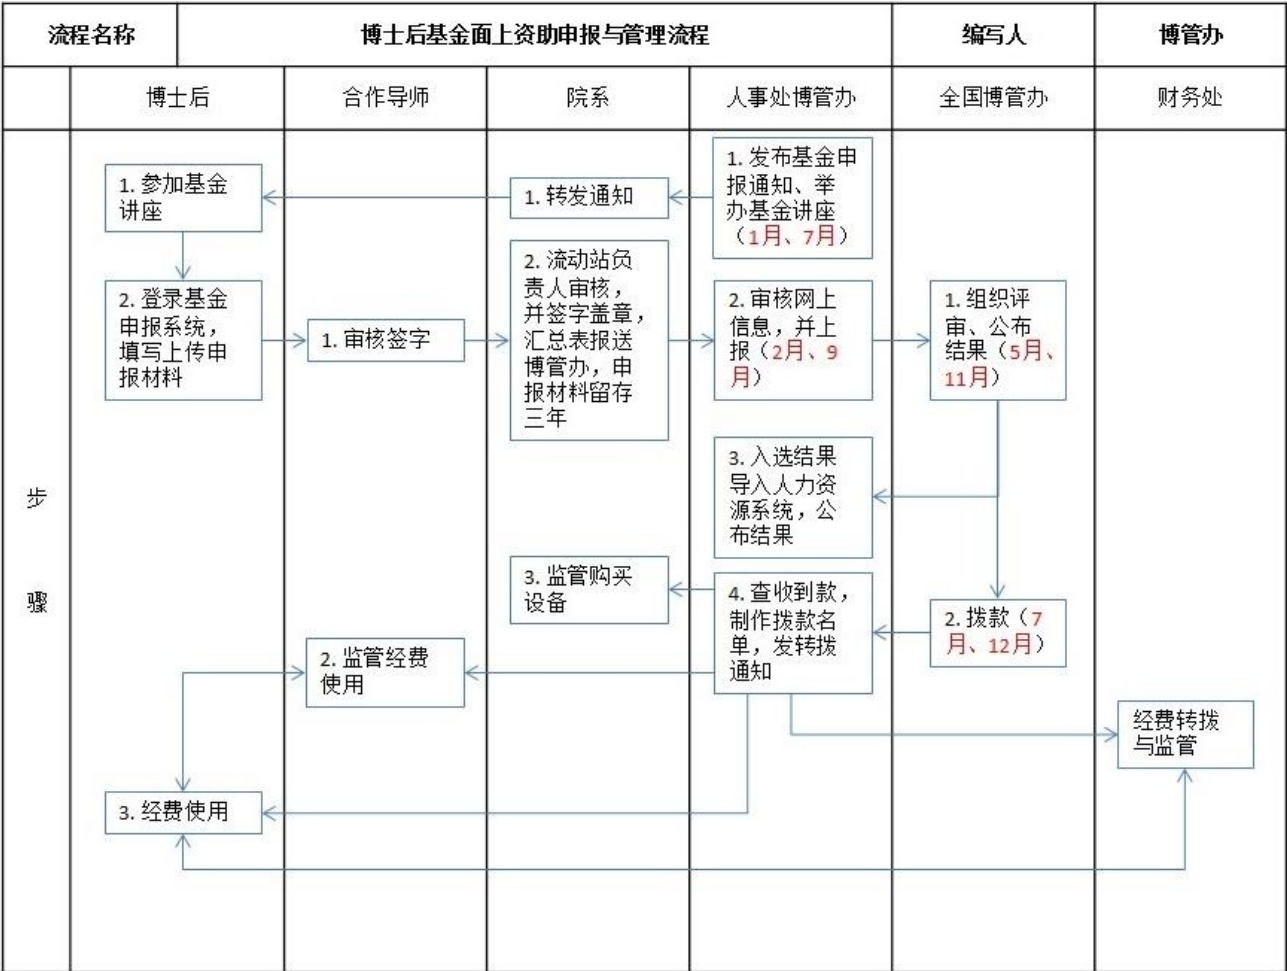 流程名称
博士后基金面上资助申报与管理流程
编写人
博管办
博士后
合作导师
院系
人事处博管办
全国博管办
财务处
步
骤
1. 参加基金
讲座
1. 转发通知
1. 发布基金申
报通知、举
办基金讲座
（1月、7月）
2. 登录基金
申报系统，
填写上传申
报材料
1. 审核签字
2. 流动站负
责人审核，
并签字盖章，
汇总表报送
博管办，申
报材料留存
三年
2. 审核网上
信息，并上
报（2月、9
月）
1. 组织评
审、公布
结果（5月、
11月）
3. 入选结果
导入人力资
源系统，公
布结果
3. 监管购买
设备
4. 查收到款，
制作拨款名
单，发转拨
通知
2. 拨款（7
月、12月）
2. 监管经费
使用
经费转拨
与监管
3. 经费使用